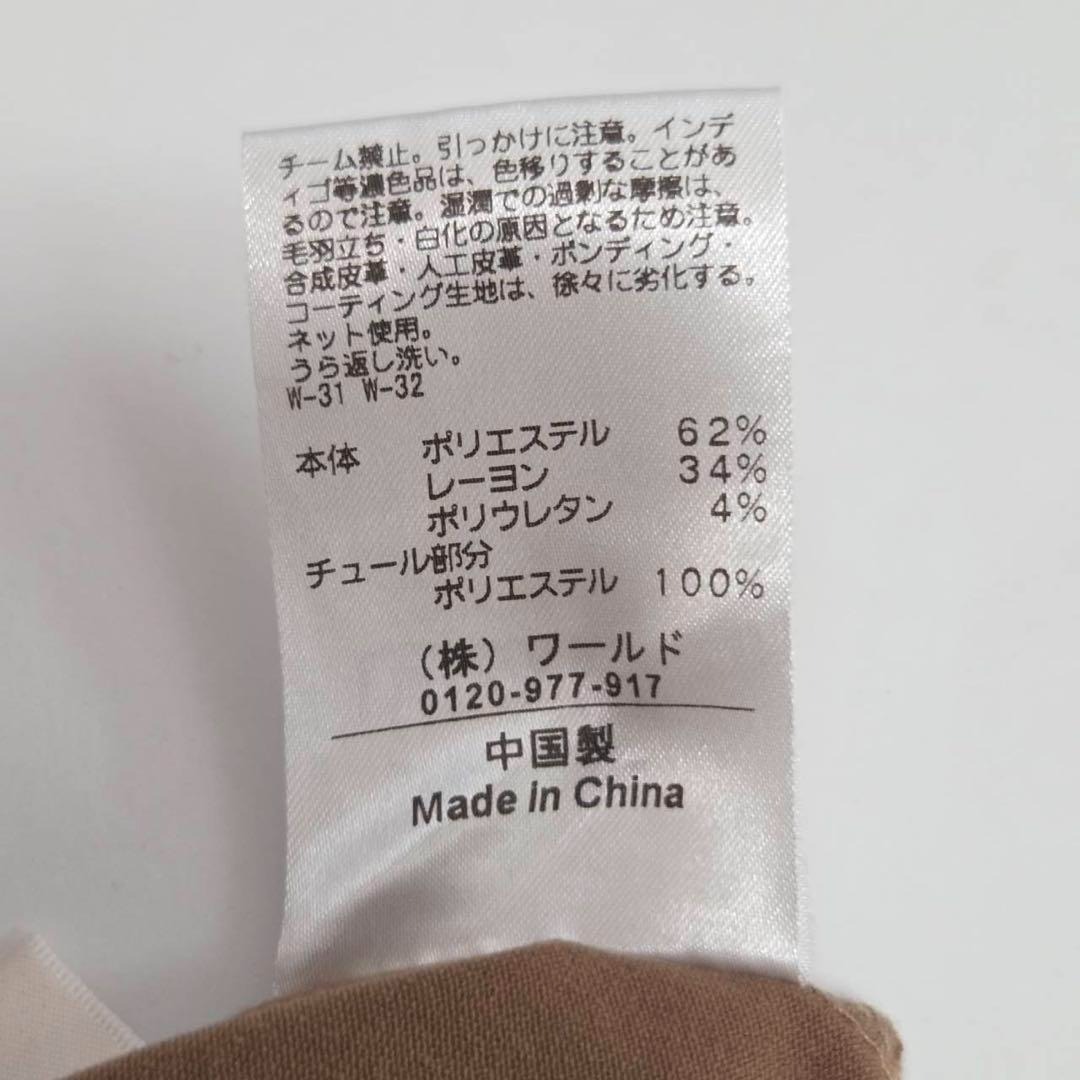 チーム禁止。引っかけに注意。インデ
ィゴ等濃色品は、色移りすることがあ
るので注意。湿潤での過剰な摩擦は、
毛羽立ち・白化の原因となるため注意。
合成皮革・人工皮革・ボンディング・
コーティング生地は、徐々に劣化する。
ネット使用。
うら返し洗い。
W-31 W-32
本体 ポリエステル 62%
レーヨン 34%
ポリウレタン 4%
チュール部分
ポリエステル 100%
(株) ワールド
0120-977-917
中国製
Made in China